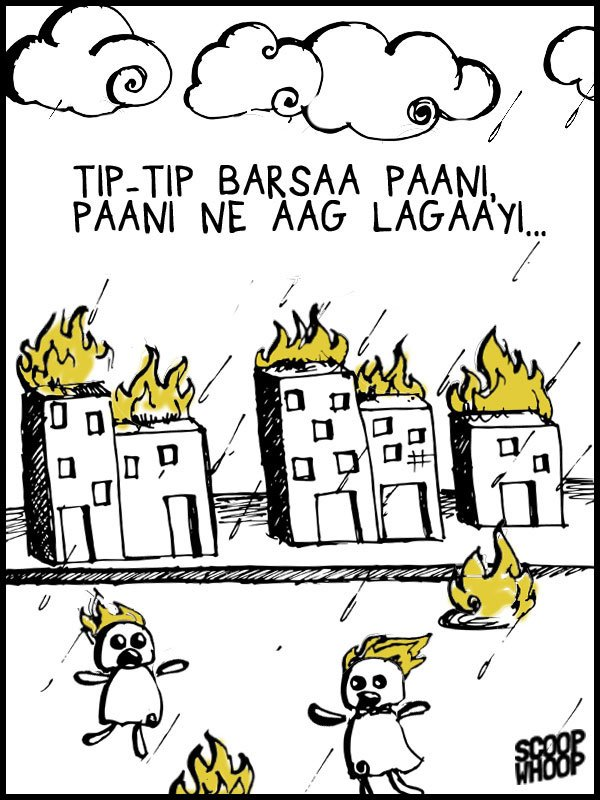 TIP-TIP BARSAA PAANI,
PAANI NE AAG LAGAAYI...
SCOOP
WHOOP